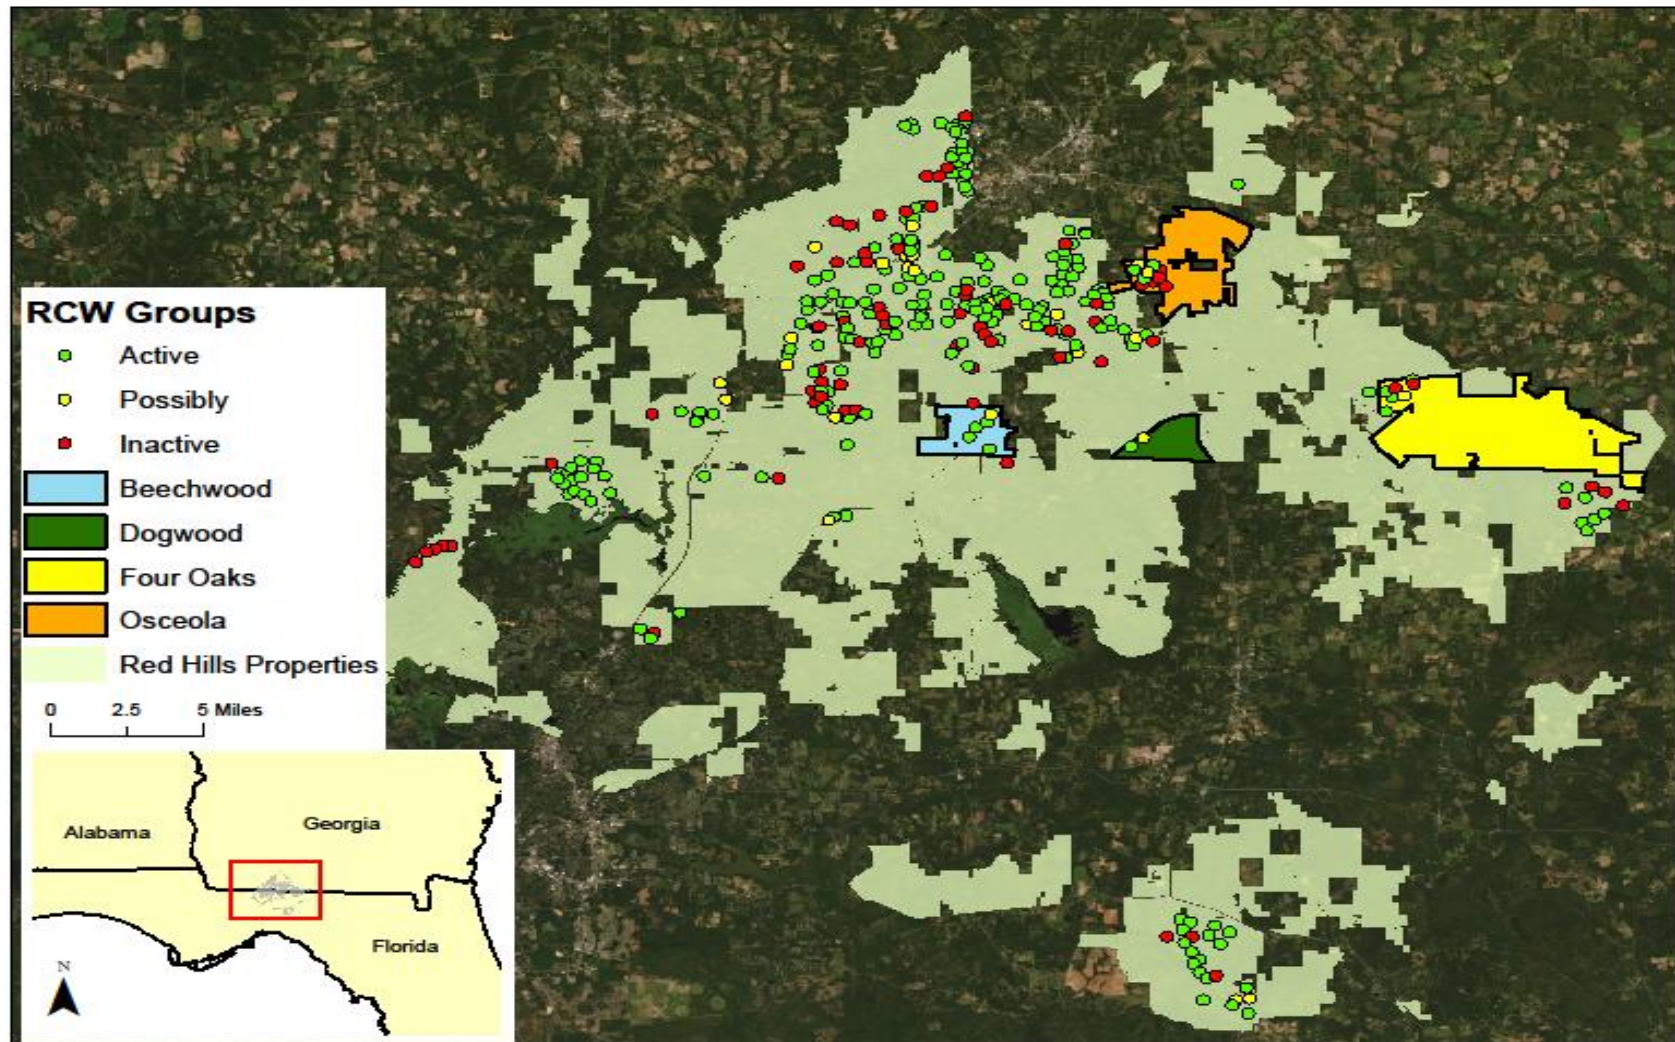 RCW Groups
Active
Possibly
Inactive
Beechwood
Dogwood
Four Oaks
Osceola
Red Hills Properties
0 2.5 5 Miles
Alabama
Georgia
Florida
N